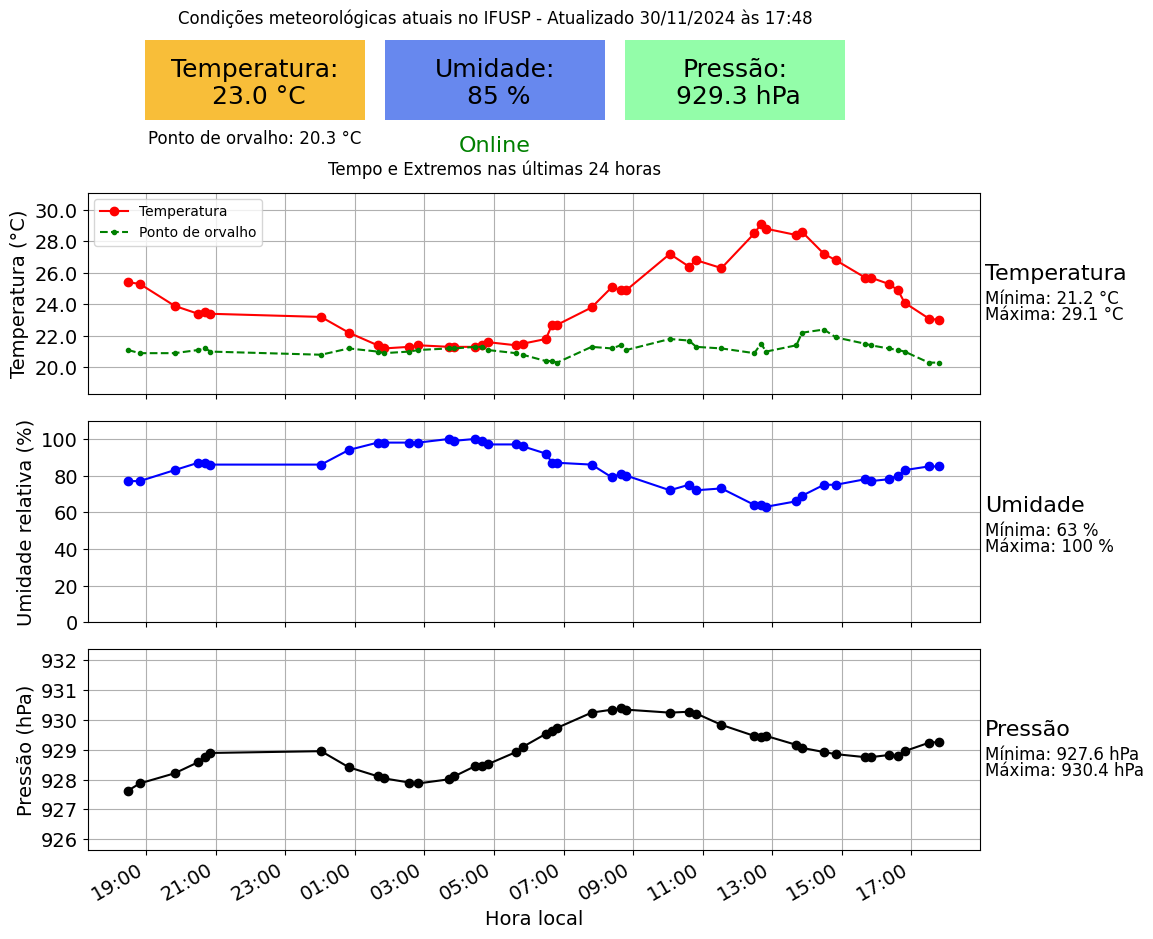 Condições meteorológicas atuais no IFUSP - Atualizado 30/11/2024 às 17:48
Temperatura:
23.0 °C
Umidade:
85 %
Pressão:
929.3 hPa
Ponto de orvalho: 20.3 °C
Online
Tempo e Extremos nas últimas 24 horas
Temperatura (°C)
30.0
28.0
26.0
24.0
22.0
20.0
Temperatura
Ponto de orvalho
Temperatura
Mínima: 21.2 °C
Máxima: 29.1 °C
Umidade relativa (%)
100
80
60
40
20
0
Umidade
Mínima: 63 %
Máxima: 100 %
Pressão (hPa)
932
931
930
929
928
927
926
Pressão
Mínima: 927.6 hPa
Máxima: 930.4 hPa
19:00 21:00 23:00 01:00 03:00 05:00 07:00 09:00 11:00 13:00 15:00 17:00
Hora local